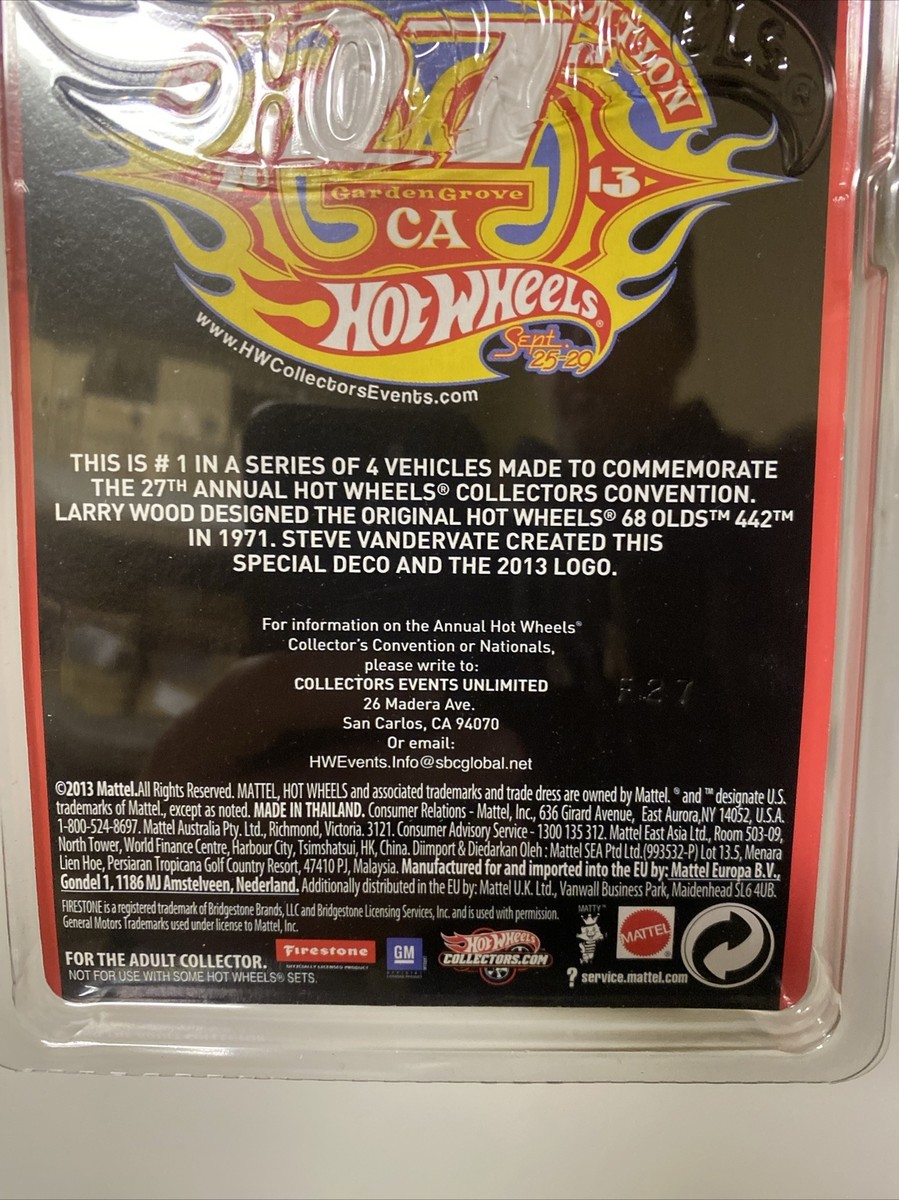 27
Garden Grove
13
CA
HOT WHEELS®
Sept.
25-29
www.HWCollectorsEvents.com
THIS IS # 1 IN A SERIES OF 4 VEHICLES MADE TO COMMEMORATE
THE 27TH ANNUAL HOT WHEELS® COLLECTORS CONVENTION.
LARRY WOOD DESIGNED THE ORIGINAL HOT WHEELS® 68 OLDS™ 442™
IN 1971. STEVE VANDERVATE CREATED THIS
SPECIAL DECO AND THE 2013 LOGO.
For information on the Annual Hot Wheels®
Collector's Convention or Nationals,
please write to:
COLLECTORS EVENTS UNLIMITED
26 Madera Ave.
San Carlos, CA 94070
Or email:
HWEvents.Info@sbcglobal.net
F27
©2013 Mattel.All Rights Reserved. MATTEL, HOT WHEELS and associated trademarks and trade dress are owned by Mattel. ® and ™ designate U.S.
trademarks of Mattel., except as noted. MADE IN THAILAND. Consumer Relations - Mattel, Inc., 636 Girard Avenue, East Aurora,NY 14052, U.S.A.
1-800-524-8697. Mattel Australia Pty. Ltd., Richmond, Victoria. 3121. Consumer Advisory Service - 1300 135 312. Mattel East Asia Ltd., Room 503-09,
North Tower, World Finance Centre, Harbour City, Tsimshatsui, HK, China. Diimport & Diedarkan Oleh : Mattel SEA Ptd Ltd.(993532-P) Lot 13.5, Menara
Lien Hoe, Persiaran Tropicana Golf Country Resort, 47410 PJ, Malaysia. Manufactured for and imported into the EU by: Mattel Europa B.V.,
Gondel 1, 1186 MJ Amstelveen, Nederland. Additionally distributed in the EU by: Mattel U.K. Ltd., Vanwall Business Park, Maidenhead SL6 4UB.
FIRESTONE is a registered trademark of Bridgestone Brands, LLC and Bridgestone Licensing Services, Inc. and is used with permission.
General Motors Trademarks used under license to Mattel, Inc.
MATTY™
FOR THE ADULT COLLECTOR.
NOT FOR USE WITH SOME HOT WHEELS® SETS.
Firestone
OFFICIALLY LICENSED PRODUCT
GM
HOT WHEELS
COLLECTORS.COM
MATTEL
? service.mattel.com